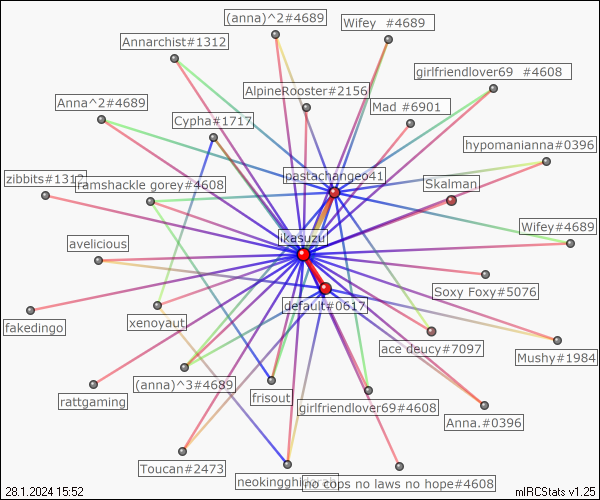 (anna)^2#4689
Wifey_ #4689
Annarchist#1312
girlfriendlover69_ #4608
AlpineRooster#2156
Anna^2#4689
Mad #6901
Cypha#1717
hypomanianna#0396
pastachangeo41
zibbits#1312
ramshackle gorey#4608
Skalman
ikasuzu
Wifey#4689
avelicious
Soxy Foxy#5076
default#0617
fakedingo
xenoyaut
ace deucy#7097
Mushy#1984
(anna)^3#4689
rattgaming
frisout
girlfriendlover69#4608
Anna.#0396
Toucan#2473
no cops no laws no hope#4608
28.1.2024 15:52
mIRCStats v1.25